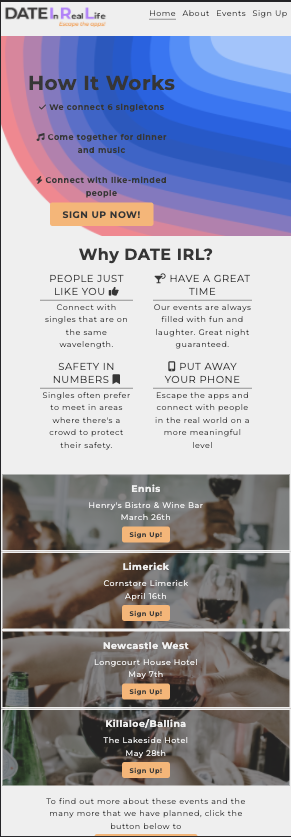 DATE In Real Life
Escape the apps!
Home About Events Sign Up
How It Works
We connect 6 singletons
Come together for dinner
and music
Connect with like-minded
people
SIGN UP NOW!
Why DATE IRL?
PEOPLE JUST
LIKE YOU
Connect with
singles that are on
the same
wavelength.
HAVE A GREAT
TIME
Our events are always
filled with fun and
laughter. Great night
guaranteed.
SAFETY IN
NUMBERS
Singles often prefer
to meet in areas
where there's a
crowd to protect
their safety.
PUT AWAY
YOUR PHONE
Escape the apps and
connect with people
in the real world on a
more meaningful
level
Ennis
Henry's Bistro & Wine Bar
March 26th
Sign Up!
Limerick
Cornstore Limerick
April 16th
Sign Up!
Newcastle West
Longcourt House Hotel
May 7th
Sign Up!
Killaloe/Ballina
The Lakeside Hotel
May 28th
Sign Up!
To find out more about these events and the
many more that we have planned, click the
button below to